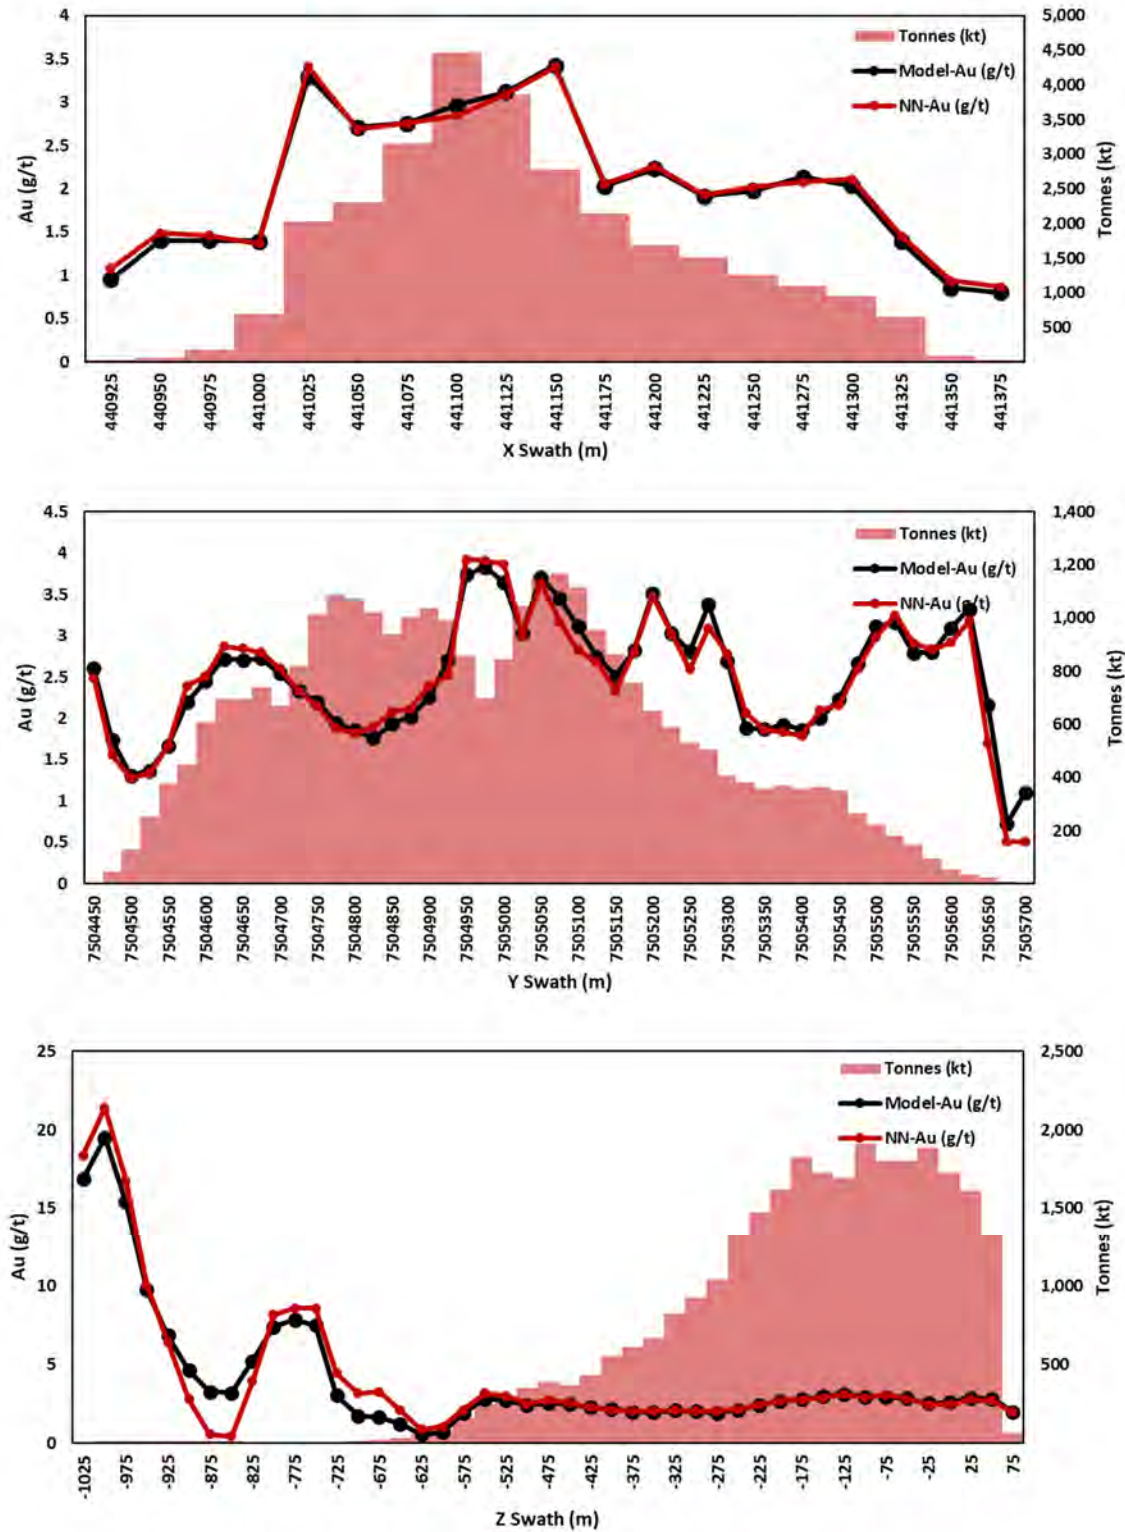 4
3.5
3
2.5
2
1.5
1
0.5
0
Au (g/t)
5,000
4,500
4,000
3,500
3,000
2,500
2,000
1,500
1,000
500
Tonnes (kt)
Tonnes (kt)
Model-Au (g/t)
NN-Au (g/t)
440925 440950 440975 441000 441025 441050 441075 441100 441125 441150 441175 441200 441225 441250 441275 441300 441325 441350 441375
X Swath (m)
4.5
4
3.5
3
2.5
2
1.5
1
0.5
0
Au (g/t)
1,400
1,200
1,000
800
600
400
200
Tonnes (kt)
Tonnes (kt)
Model-Au (g/t)
NN-Au (g/t)
7504450 7504500 7504550 7504600 7504650 7504700 7504750 7504800 7504850 7504900 7504950 7505000 7505050 7505100 7505150 7505200 7505250 7505300 7505350 7505400 7505450 7505500 7505550 7505600 7505650 7505700
Y Swath (m)
25
20
15
10
5
0
Au (g/t)
2,500
2,000
1,500
1,000
500
Tonnes (kt)
Tonnes (kt)
Model-Au (g/t)
NN-Au (g/t)
-1025 -975 -925 -875 -825 -775 -725 -675 -625 -575 -525 -475 -425 -375 -325 -275 -225 -175 -125 -75 -25 25 75
Z Swath (m)